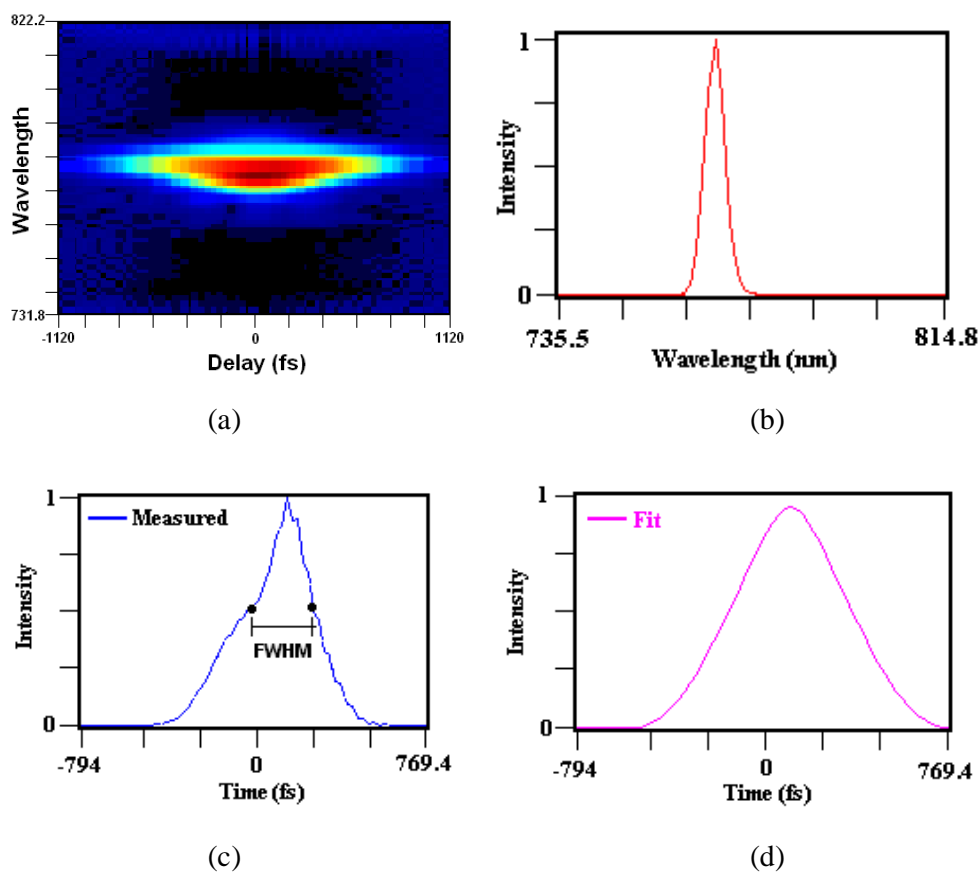 822.2
Wavelength
731.8
-1120
0
1120
Delay (fs)
(a)
1
Intensity
0
735.5
814.8
Wavelength (nm)
(b)
1
Measured
Intensity
FWHM
0
-794
0
769.4
Time (fs)
(c)
1
Fit
Intensity
0
-794
0
769.4
Time (fs)
(d)